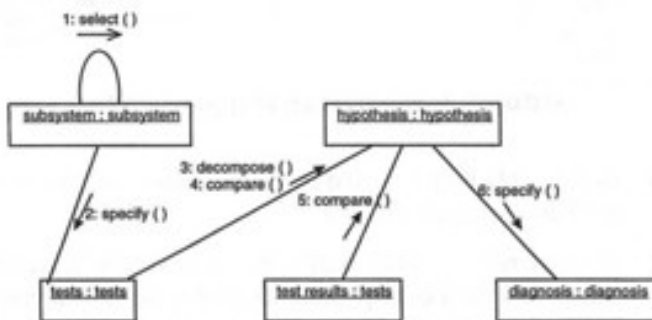 1: select ( )
subsystem : subsystem
hypothesis : hypothesis
3: decompose ( )
4: compare ( )
5: compare ( )
6: specify ( )
2: specify ( )
tests : tests
test results : tests
diagnosis : diagnosis